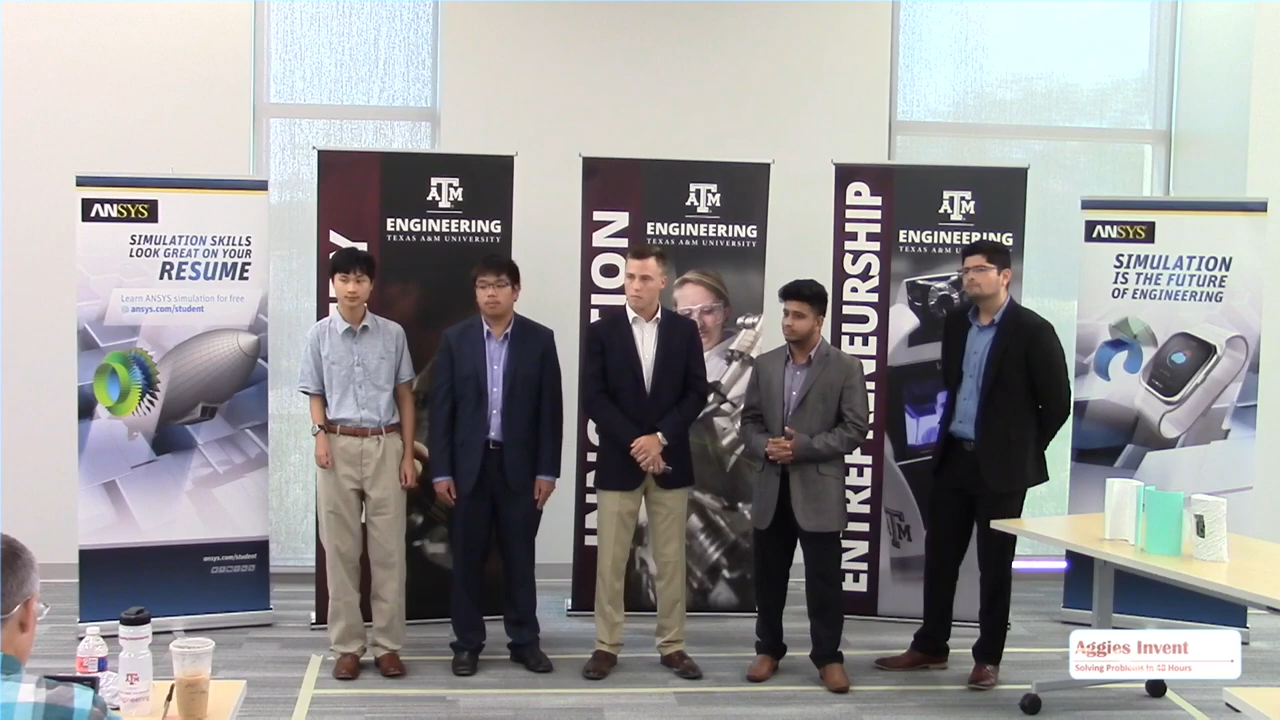 ANSYS
SIMULATION SKILLS
LOOK GREAT ON YOUR
RESUME
Learn ANSYS simulation for free
@ ansys.com/student
ansys.com/student
ATM
ENGINEERING
TEXAS A&M UNIVERSITY
ATM
ENGINEERING
TEXAS A&M UNIVERSITY
ENTREPRENEURSHIP
ATM
ENGINEERING
TEXAS A&M
ATM
ANSYS
SIMULATION
IS THE FUTURE
OF ENGINEERING
ATM
Aggies Invent
Solving Problems in 48 Hours